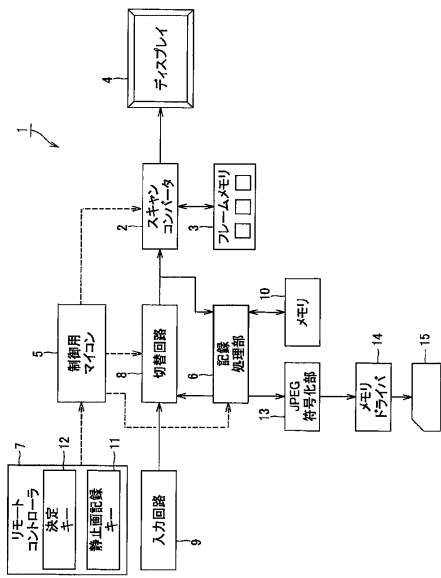 1
7
リモート
コントローラ
12
決定
キー
11
静止画記録
キー
5
制御用
マイコン
4
ディスプレイ
2
スキャン
コンバータ
3
フレームメモリ
8
切替回路
9
入力回路
6
記録
処理部
10
メモリ
13
JPEG
符号化部
14
メモリ
ドライバ
15